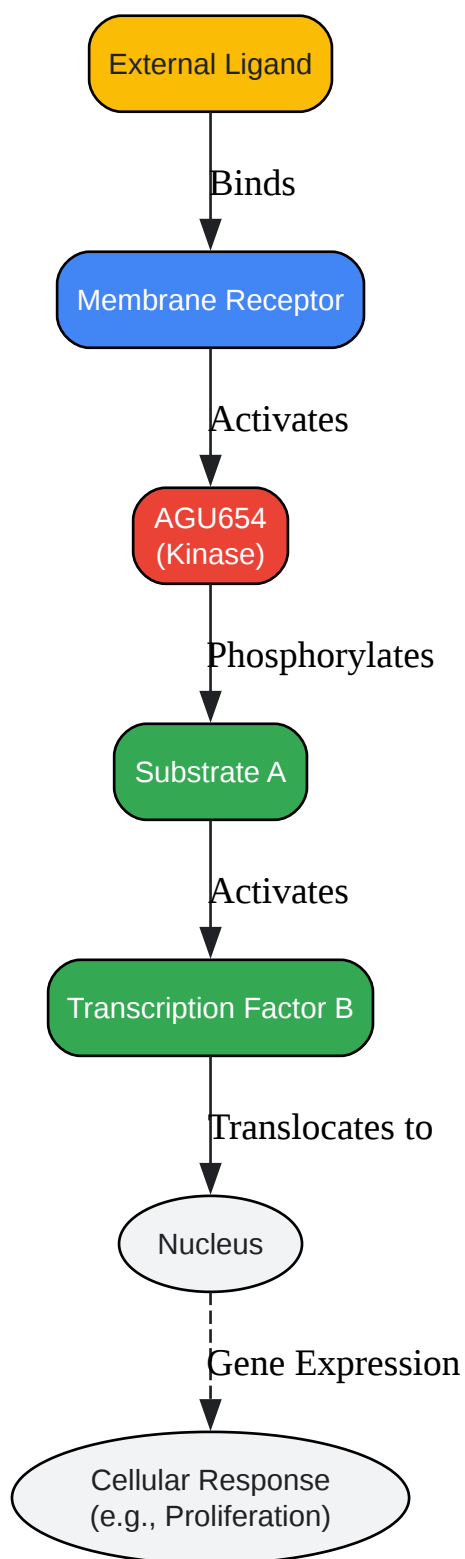 External Ligand
Binds
Membrane Receptor
Activates
AGU654
(Kinase)
Phosphorylates
Substrate A
Activates
Transcription Factor B
Translocates to
Nucleus
Gene Expression
Cellular Response
(e.g., Proliferation)